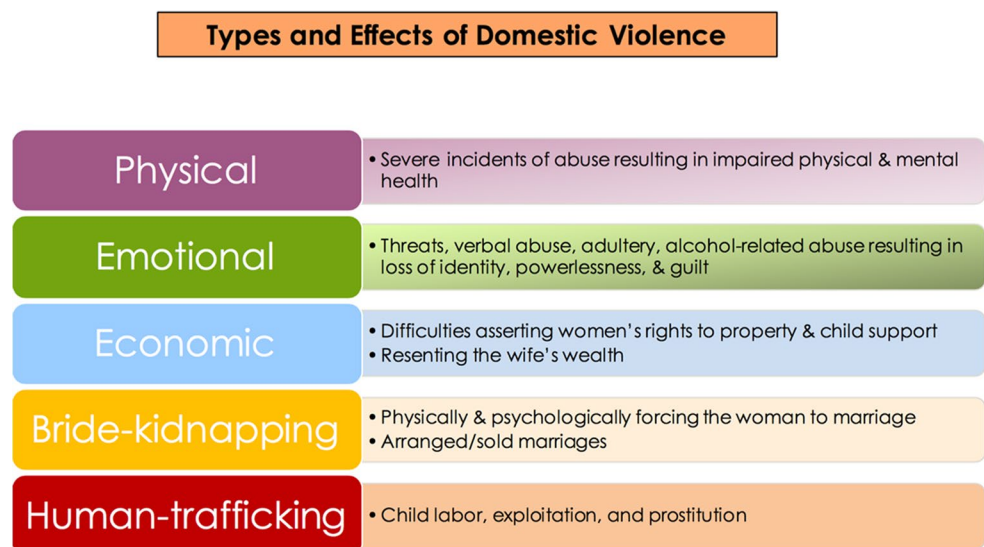 Types and Effects of Domestic Violence
Physical
• Severe incidents of abuse resulting in impaired physical & mental
health
Emotional
• Threats, verbal abuse, adultery, alcohol-related abuse resulting in
loss of identity, powerlessness, & guilt
Economic
• Difficulties asserting women's rights to property & child support
• Resenting the wife's wealth
Bride-kidnapping
• Physically & psychologically forcing the woman to marriage
• Arranged/sold marriages
Human-trafficking
• Child labor, exploitation, and prostitution